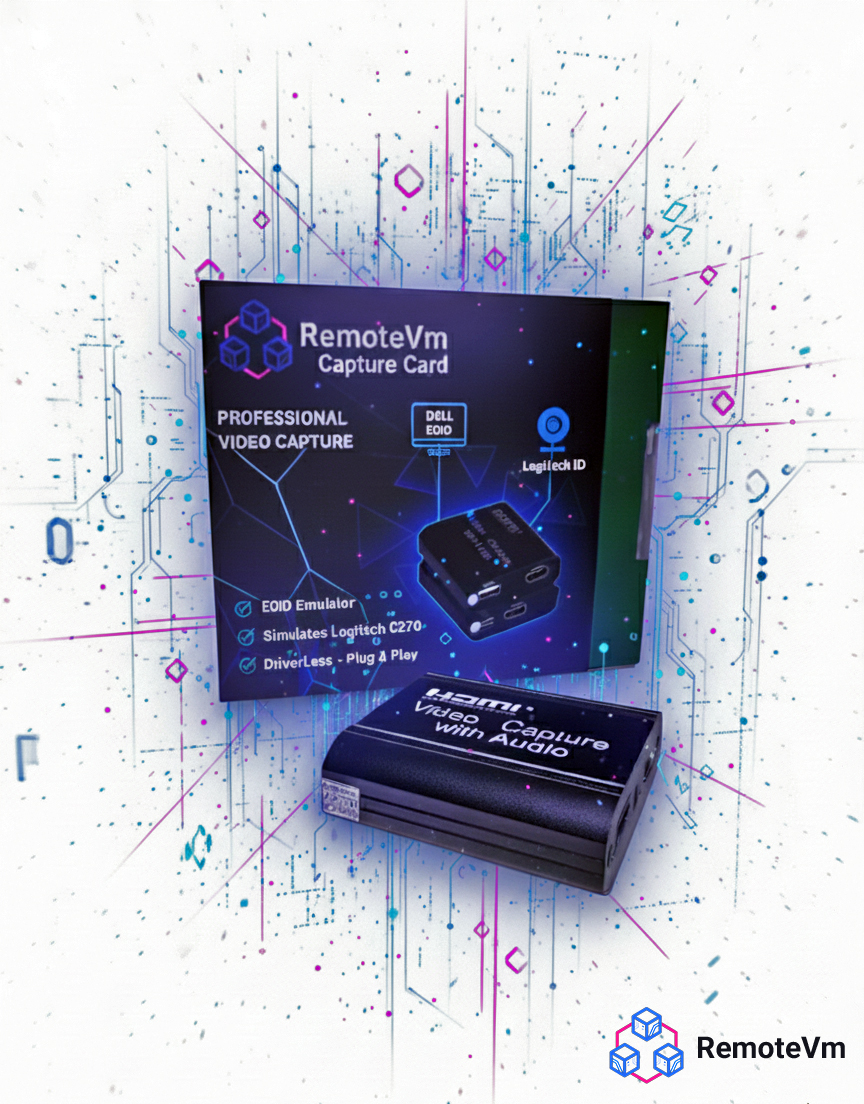 RemoteVm
Capture Card
PROFESSIONAL
VIDEO CAPTURE
DELL
EOIO
Logitech ID
EOID Emulator
Simulates Logitsch C270
DriverLess - Plug & Play
HDMI
Video Capture
with Audio
RemoteVm